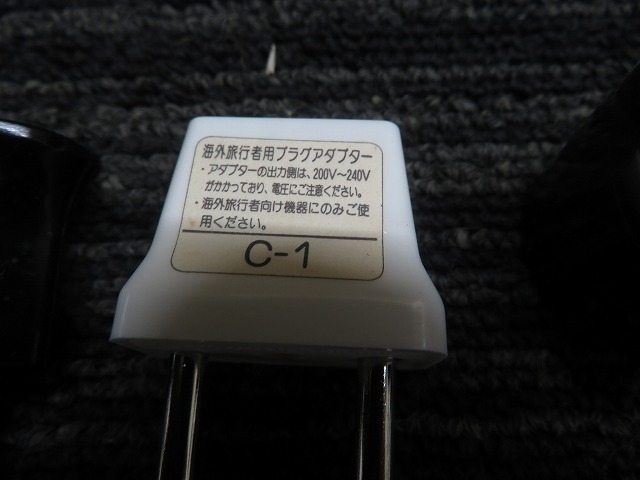 海外旅行者用プラグアダプター
・アダプターの出力側は、200V〜240V
がかかっており、電圧にご注意ください。
・海外旅行者向け機器にのみご使
用ください。
C-1